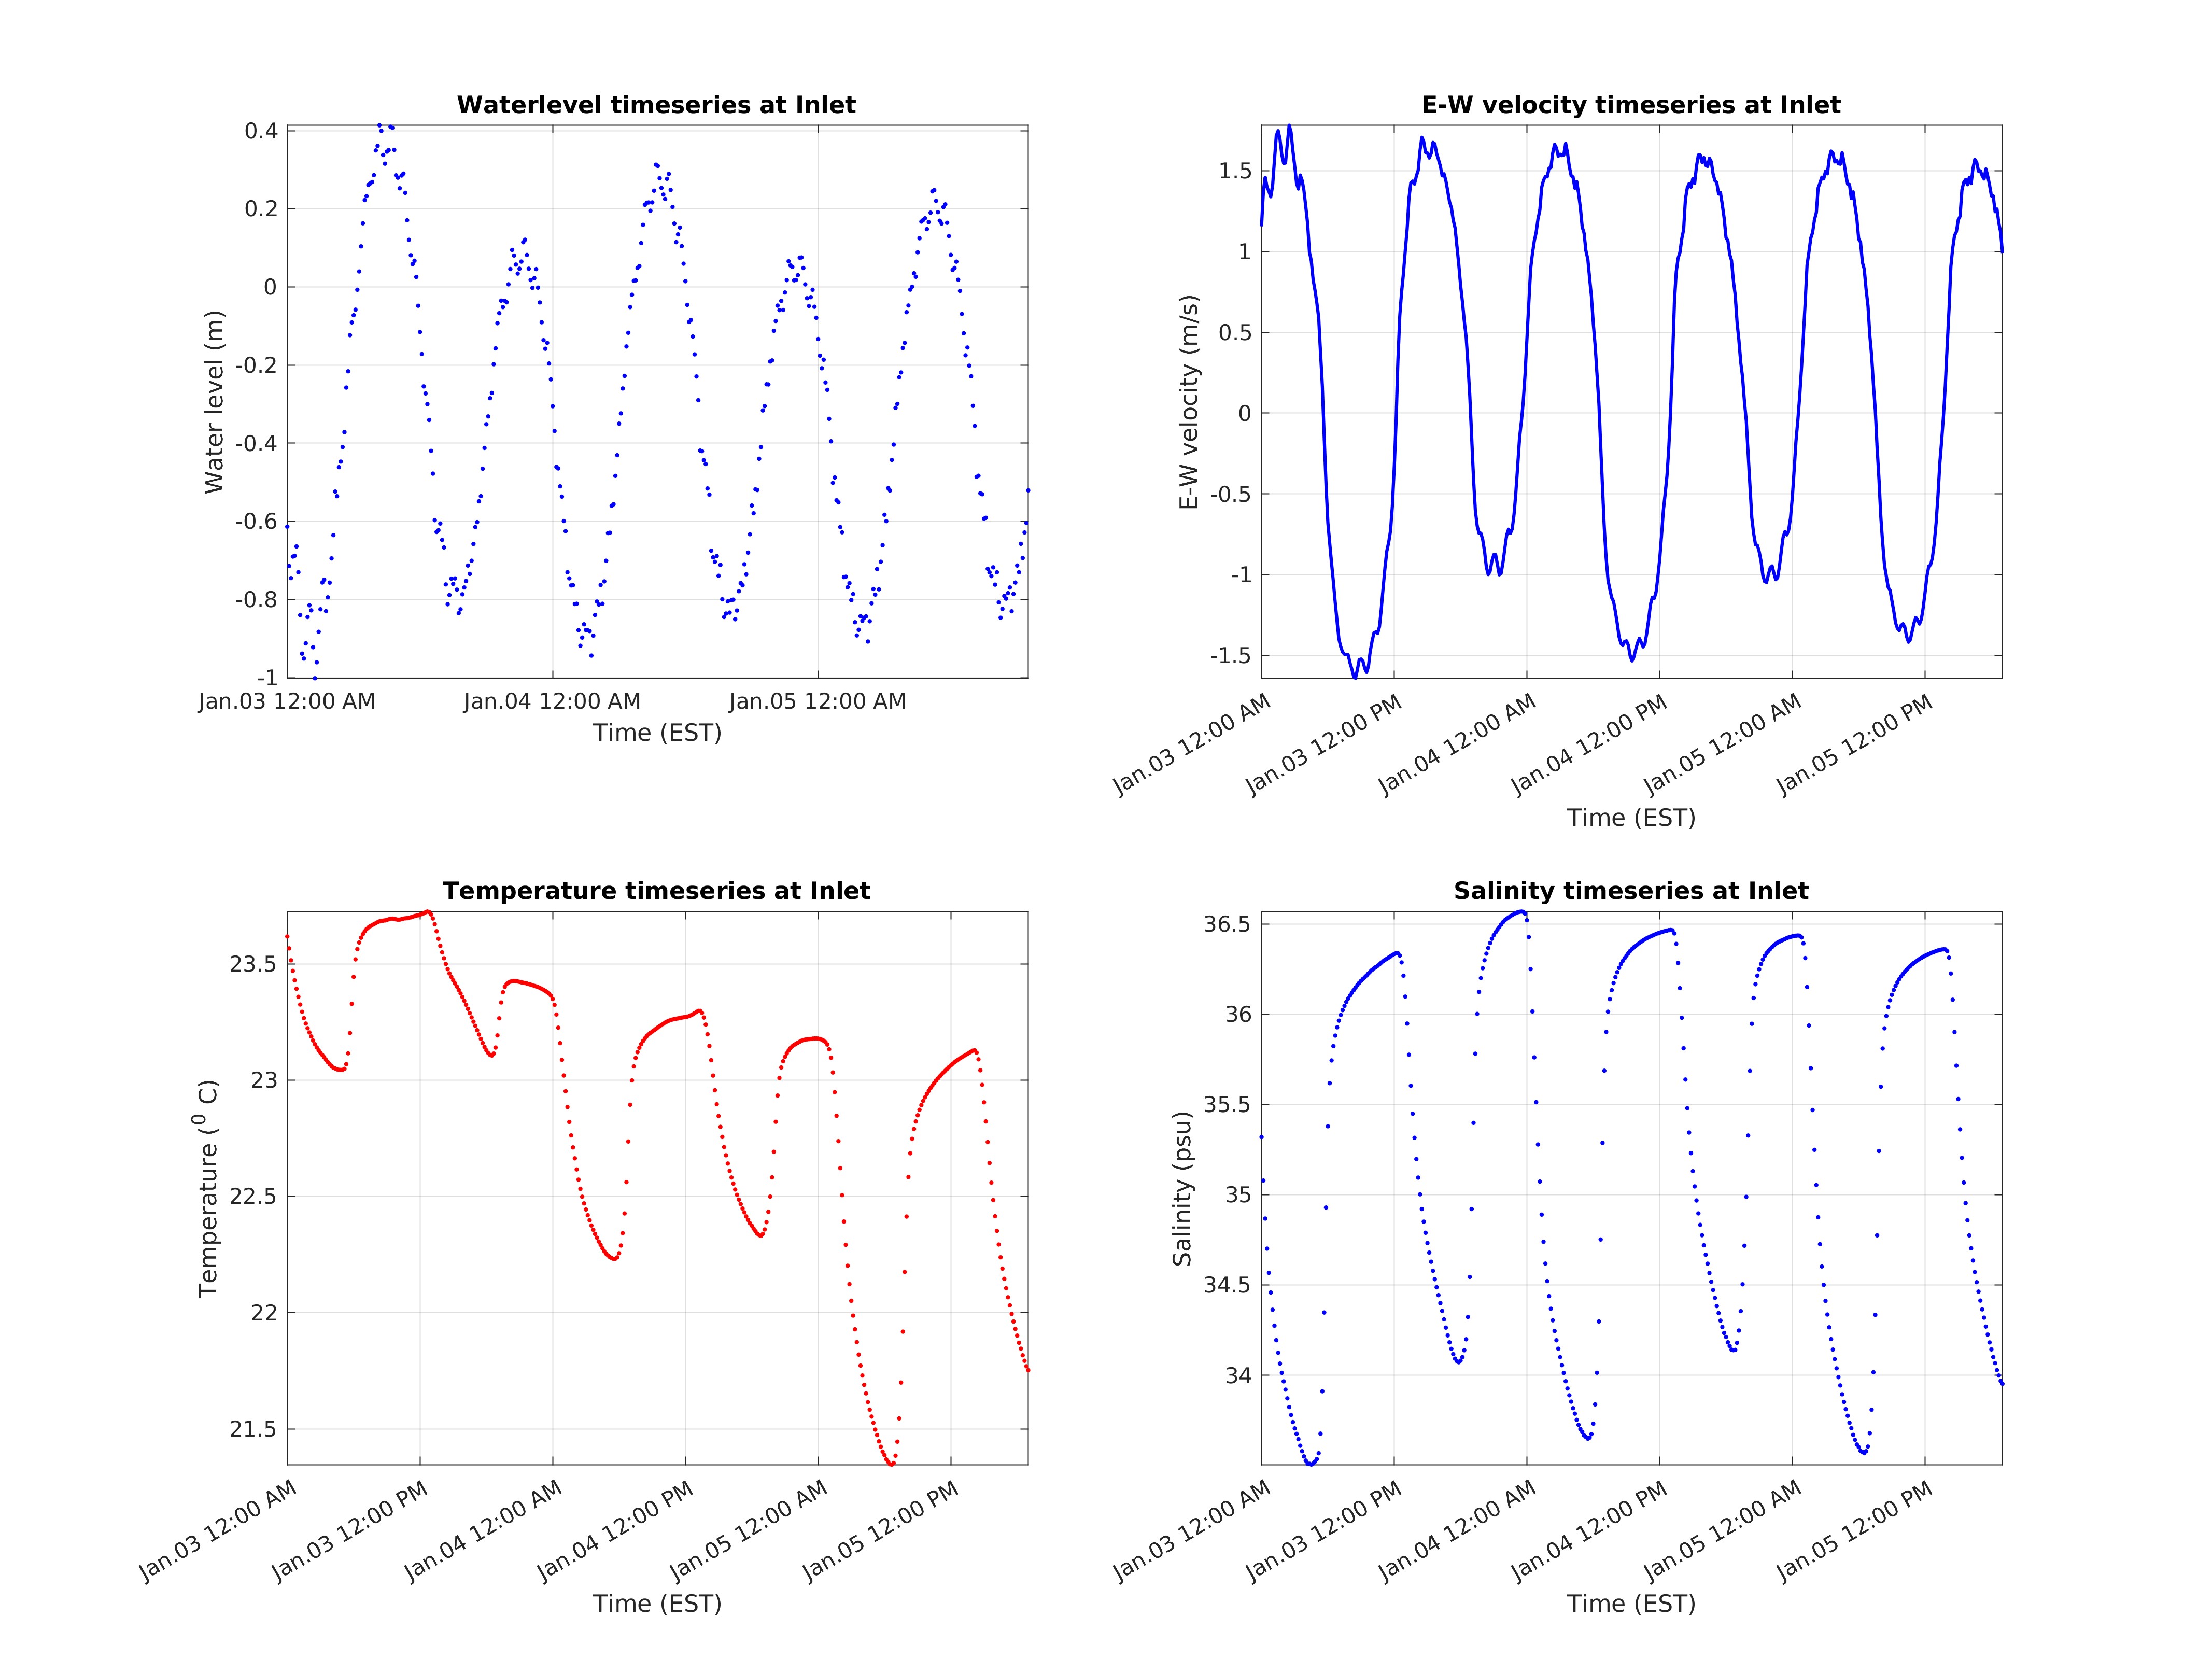 Waterlevel timeseries at Inlet
0.4
0.2
0
-0.2
-0.4
-0.6
-0.8
-1
Water level (m)
Jan.03 12:00 AM
Jan.04 12:00 AM
Jan.05 12:00 AM
Time (EST)
E-W velocity timeseries at Inlet
1.5
1
0.5
0
-0.5
-1
-1.5
E-W velocity (m/s)
Jan.03 12:00 AM
Jan.03 12:00 PM
Jan.04 12:00 AM
Jan.04 12:00 PM
Jan.05 12:00 AM
Jan.05 12:00 PM
Time (EST)
Temperature timeseries at Inlet
23.5
23
22.5
22
21.5
Temperature (⁰ C)
Jan.03 12:00 AM
Jan.03 12:00 PM
Jan.04 12:00 AM
Jan.04 12:00 PM
Jan.05 12:00 AM
Jan.05 12:00 PM
Time (EST)
Salinity timeseries at Inlet
36.5
36
35.5
35
34.5
34
Salinity (psu)
Jan.03 12:00 AM
Jan.03 12:00 PM
Jan.04 12:00 AM
Jan.04 12:00 PM
Jan.05 12:00 AM
Jan.05 12:00 PM
Time (EST)